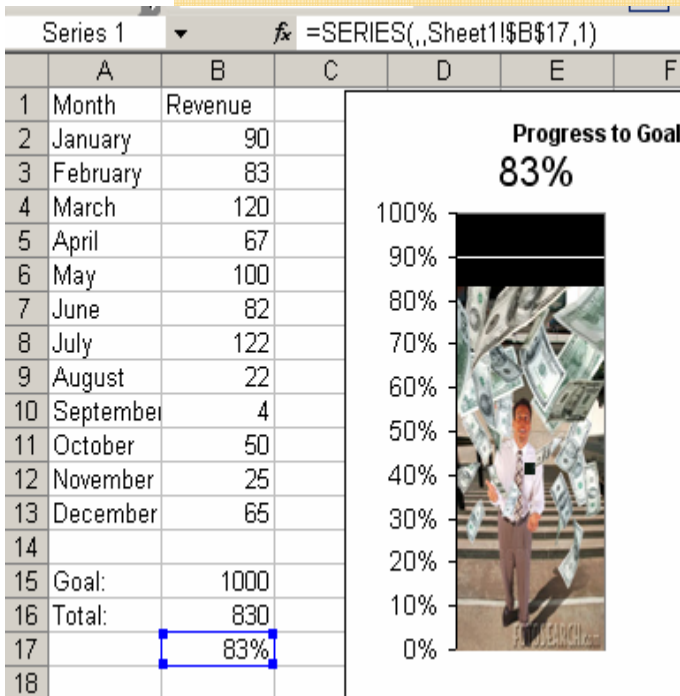 Series 1 fx =SERIES(,,Sheet1!$B$17,1)
A B C D E F
1 Month Revenue
2 January 90
3 February 83
4 March 120
5 April 67
6 May 100
7 June 82
8 July 122
9 August 22
10 September 4
11 October 50
12 November 25
13 December 65
14
15 Goal: 1000
16 Total: 830
17 83%
18
Progress to Goal
83%
100%
90%
80%
70%
60%
50%
40%
30%
20%
10%
0%
FOTOSEARCH.com